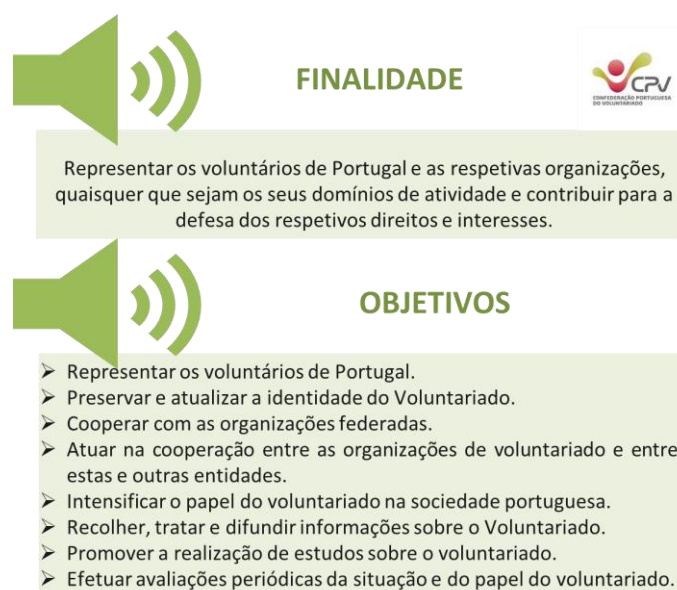 FINALIDADE
CPV
CONFEDERAÇÃO PORTUGUESA
DO VOLUNTARIADO
Representar os voluntários de Portugal e as respetivas organizações,
quaisquer que sejam os seus domínios de atividade e contribuir para a
defesa dos respetivos direitos e interesses.
OBJETIVOS
➢ Representar os voluntários de Portugal.
➢ Preservar e atualizar a identidade do Voluntariado.
➢ Cooperar com as organizações federadas.
➢ Atuar na cooperação entre as organizações de voluntariado e entre
estas e outras entidades.
➢ Intensificar o papel do voluntariado na sociedade portuguesa.
➢ Recolher, tratar e difundir informações sobre o Voluntariado.
➢ Promover a realização de estudos sobre o voluntariado.
➢ Efetuar avaliações periódicas da situação e do papel do voluntariado.